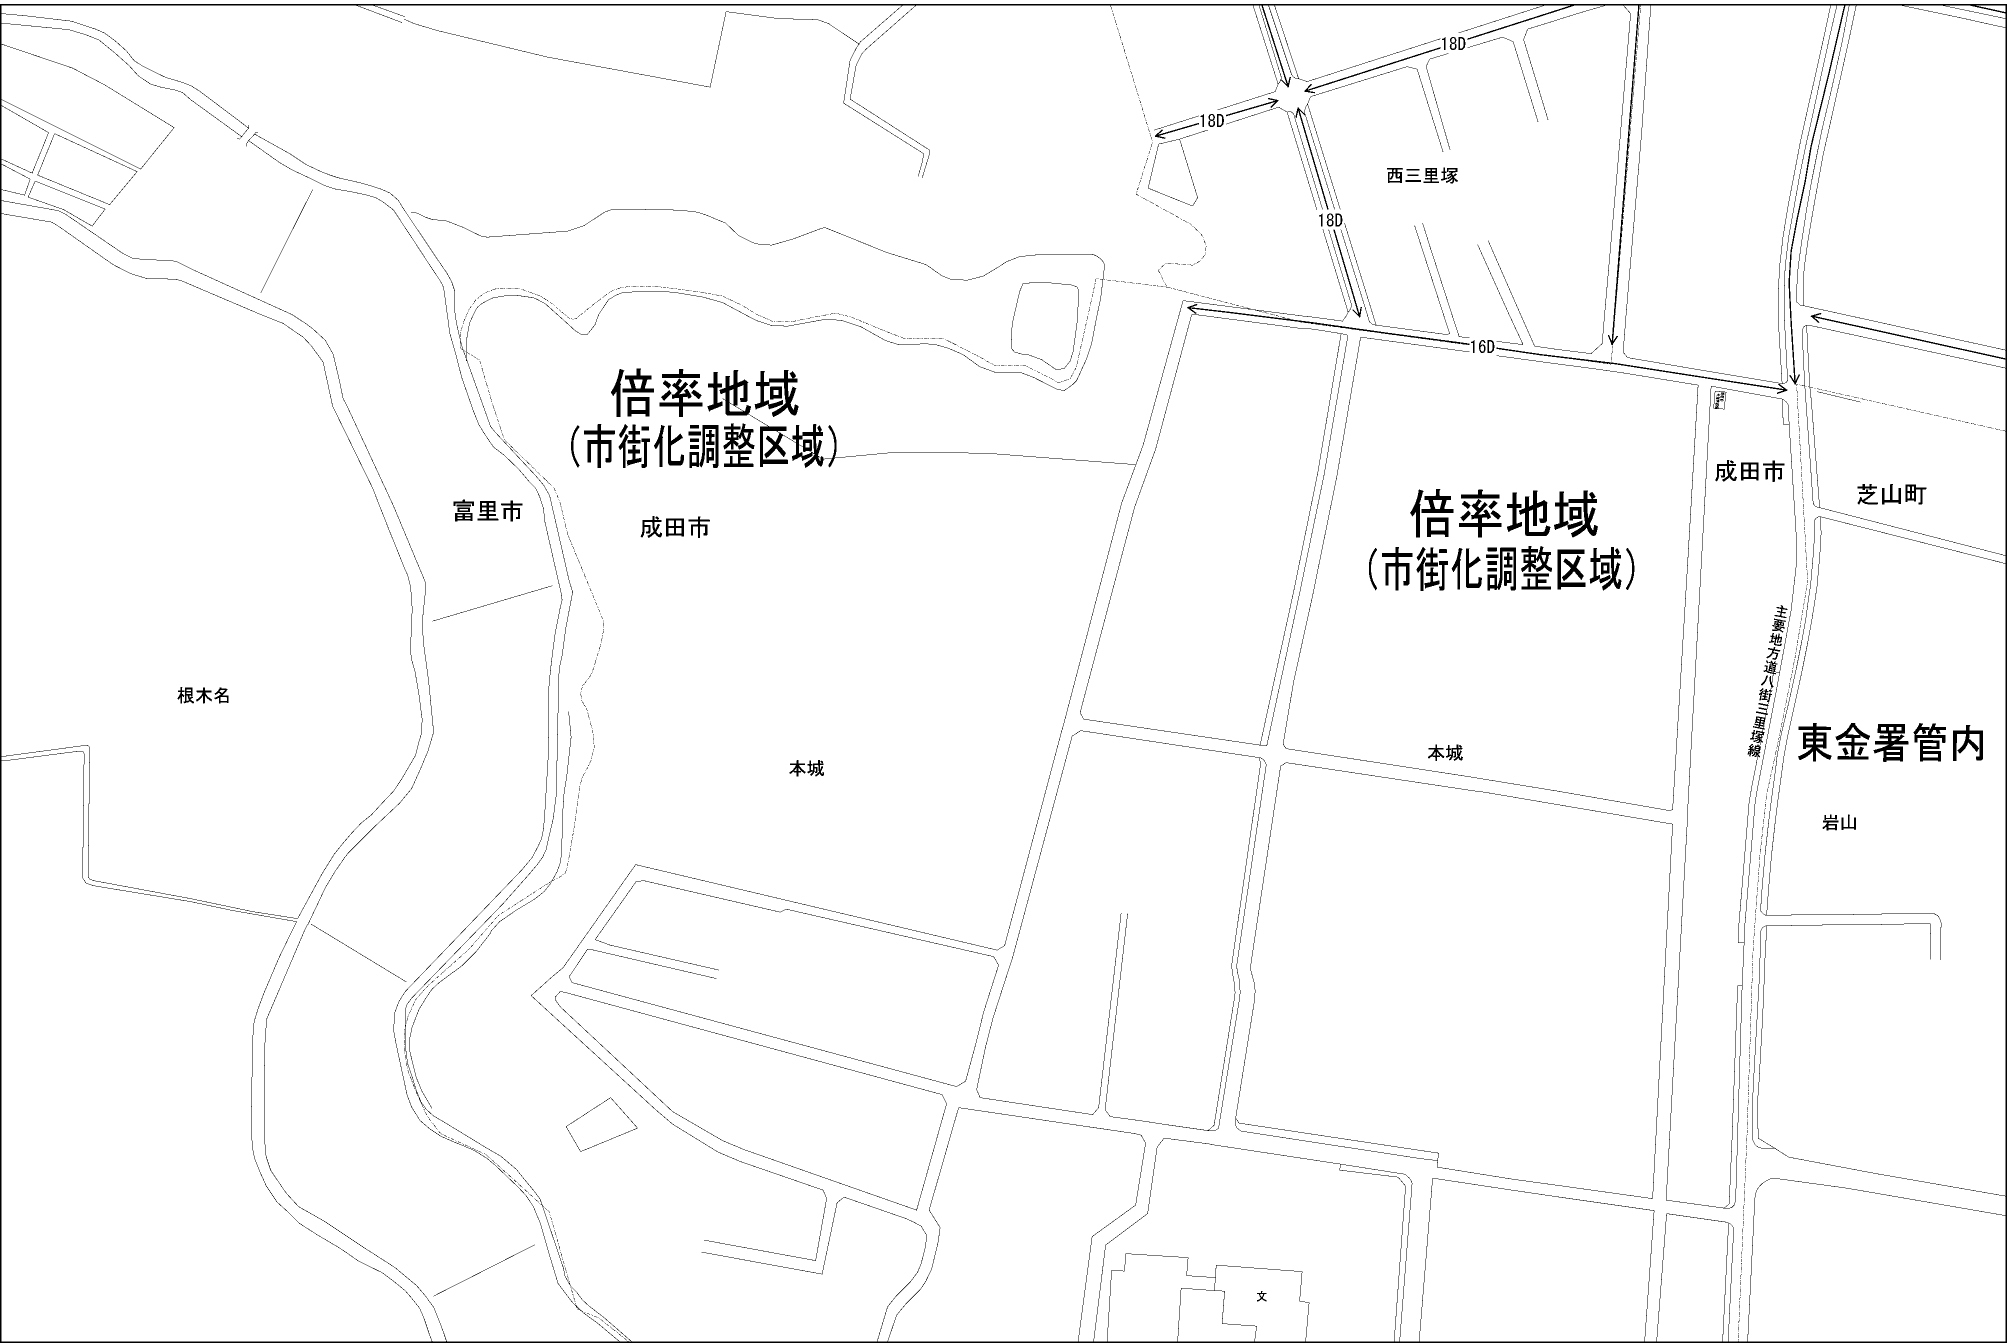 18D
18D
西三里塚
18D
16D
倍率地域
(市街化調整区域)
成田市
芝山町
富里市
成田市
倍率地域
(市街化調整区域)
主要地方道八街三里塚線
根木名
本城
本城
東金署管内
岩山
文